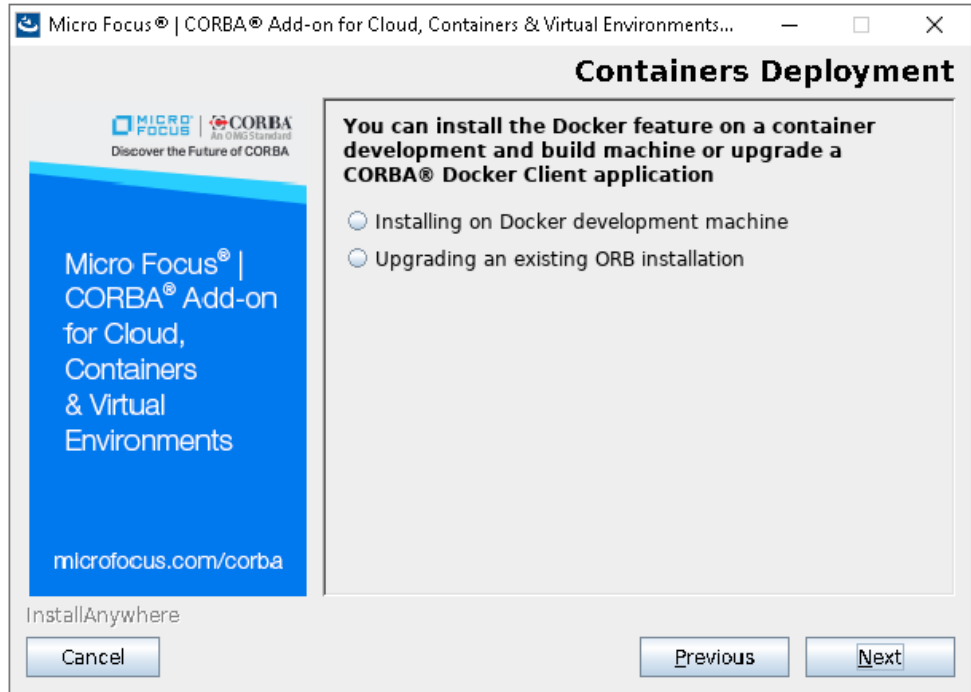 Micro Focus® | CORBA® Add-on for Cloud, Containers & Virtual Environments...
Containers Deployment
MICRO FOCUS | CORBA
An OMG Standard
Discover the Future of CORBA
Micro Focus® |
CORBA® Add-on
for Cloud,
Containers
& Virtual
Environments
microfocus.com/corba
You can install the Docker feature on a container
development and build machine or upgrade a
CORBA® Docker Client application
Installing on Docker development machine
Upgrading an existing ORB installation
InstallAnywhere
Cancel
Previous
Next